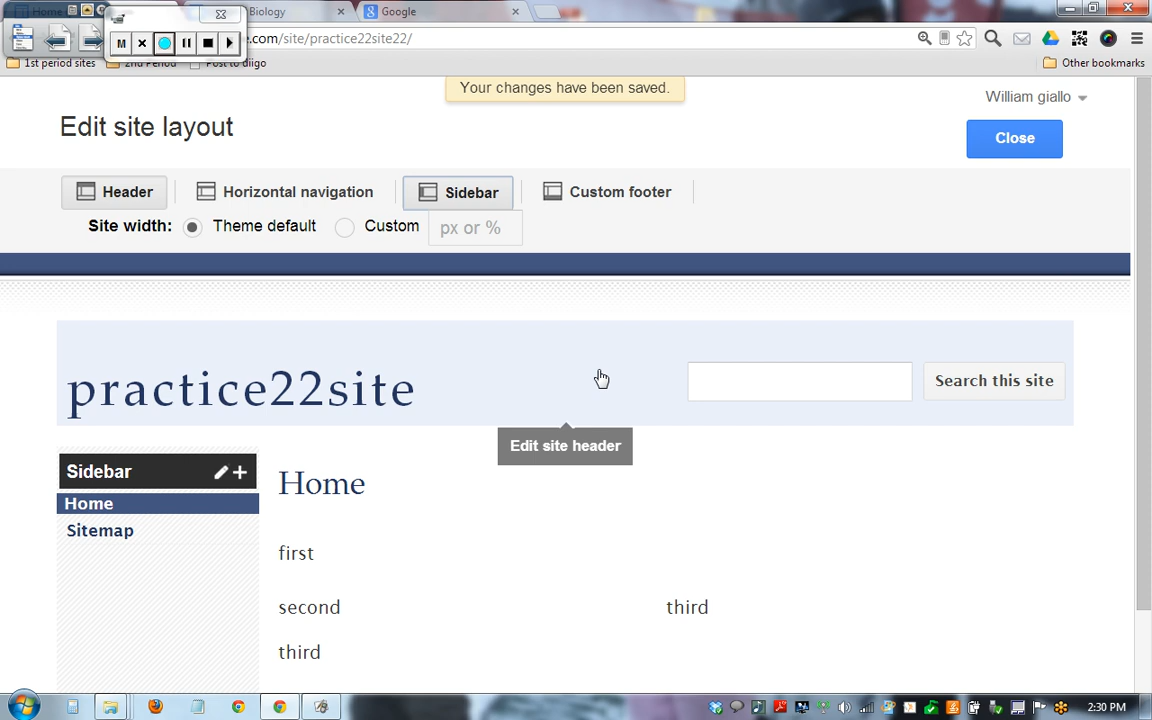 Home
Biology
Google
M
.com/site/practice22site22/
1st period sites
2nd Period
Post to diigo
Other bookmarks
Your changes have been saved.
William giallo
Edit site layout
Close
Header
Horizontal navigation
Sidebar
Custom footer
Site width:
Theme default
Custom
px or %
practice22site
Search this site
Edit site header
Sidebar
Home
Home
Sitemap
first
second
third
third
2:30 PM